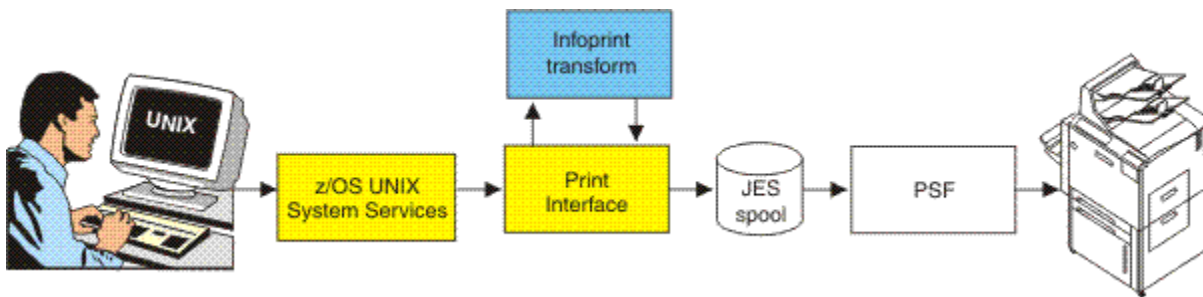 UNIX
z/OS UNIX
System Services
Infoprint
transform
Print
Interface
JES
spool
PSF